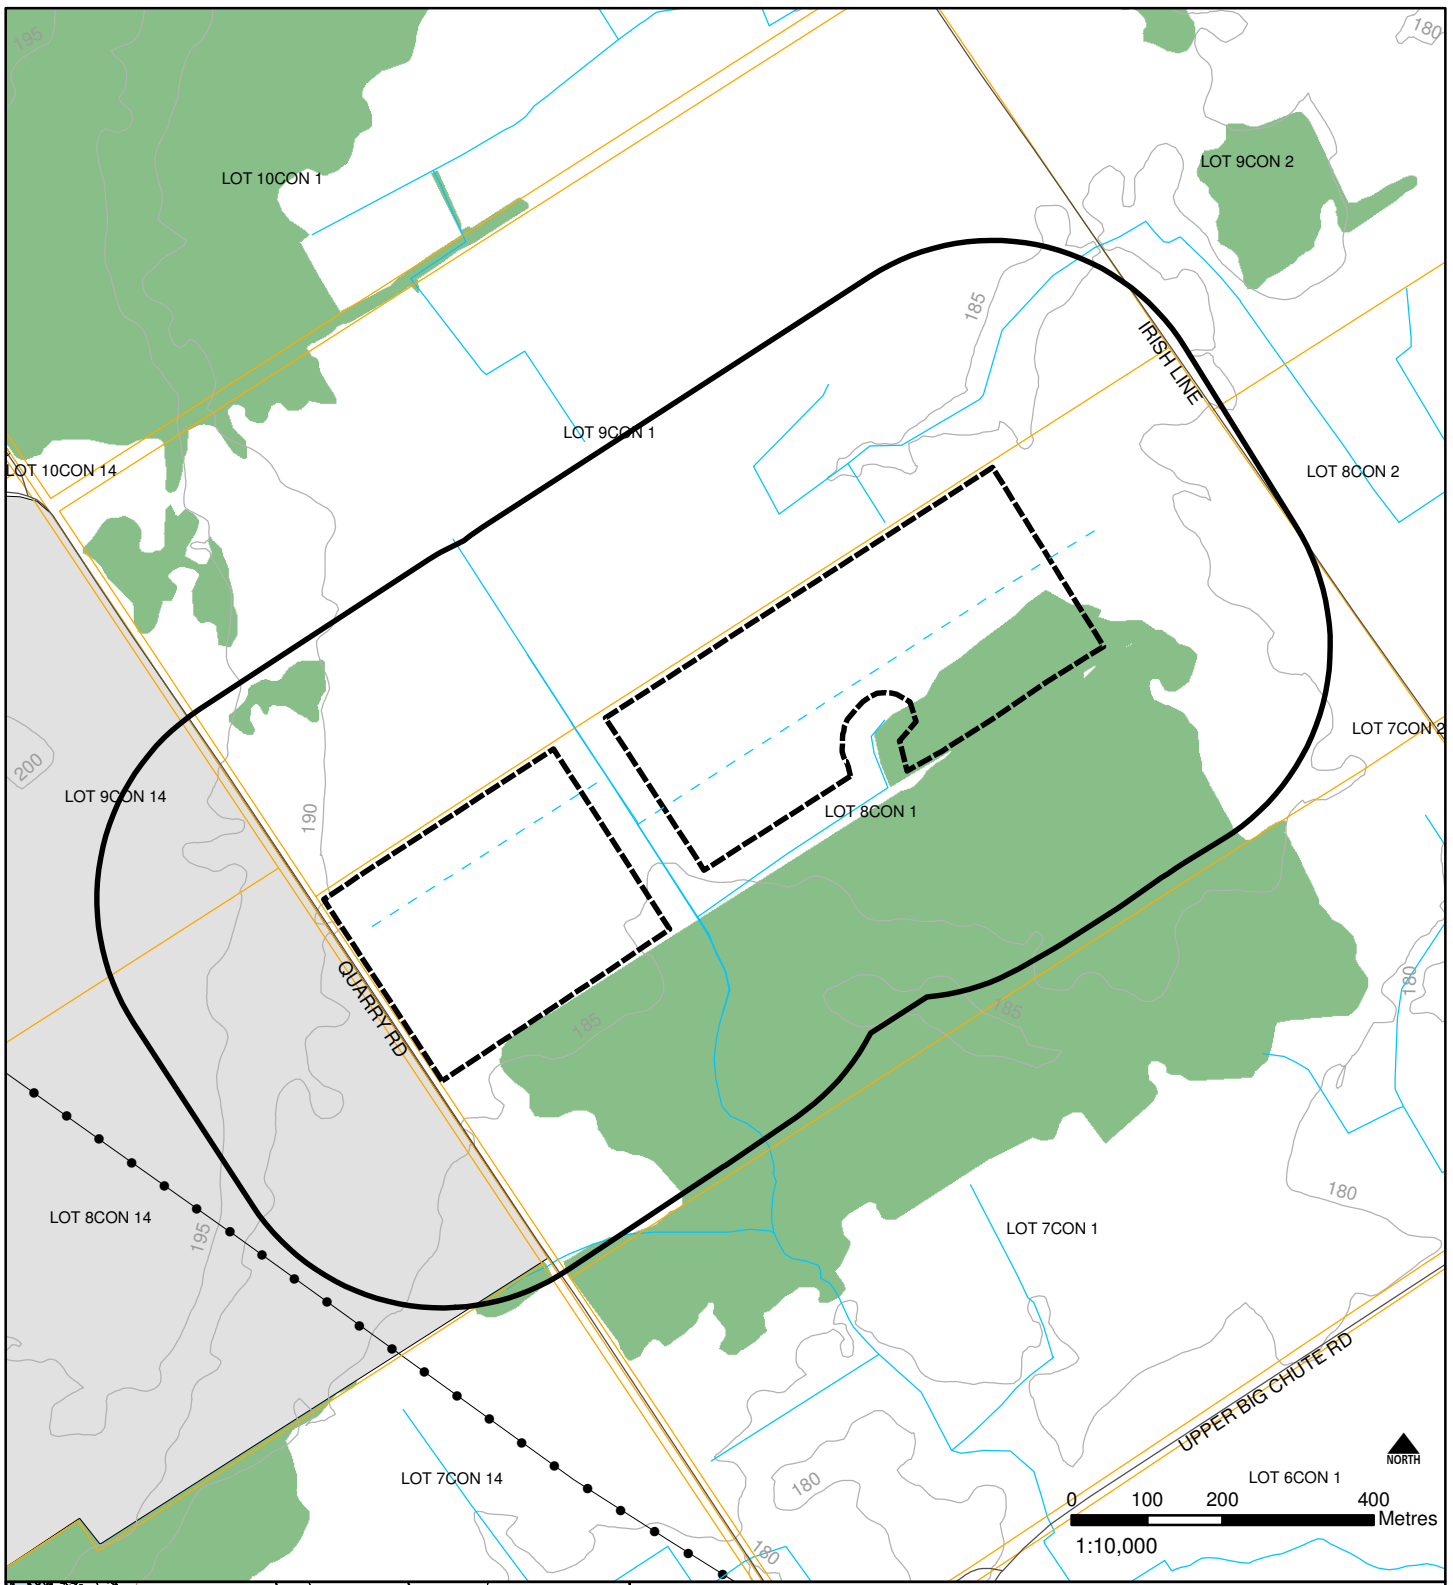 195
180
LOT 9CON 2
LOT 10CON 1
185
IRISH LINE
LOT 9CON 1
LOT 10CON 14
LOT 8CON 2
LOT 7CON 2
200
LOT 9CON 14
190
LOT 8CON 1
QUARRY RD
180
185
185
180
LOT 8CON 14
195
LOT 7CON 1
UPPER BIG CHUTE RD
NORTH
LOT 7CON 14
180
LOT 6CON 1
0 100 200 400
Metres
1:10,000
180